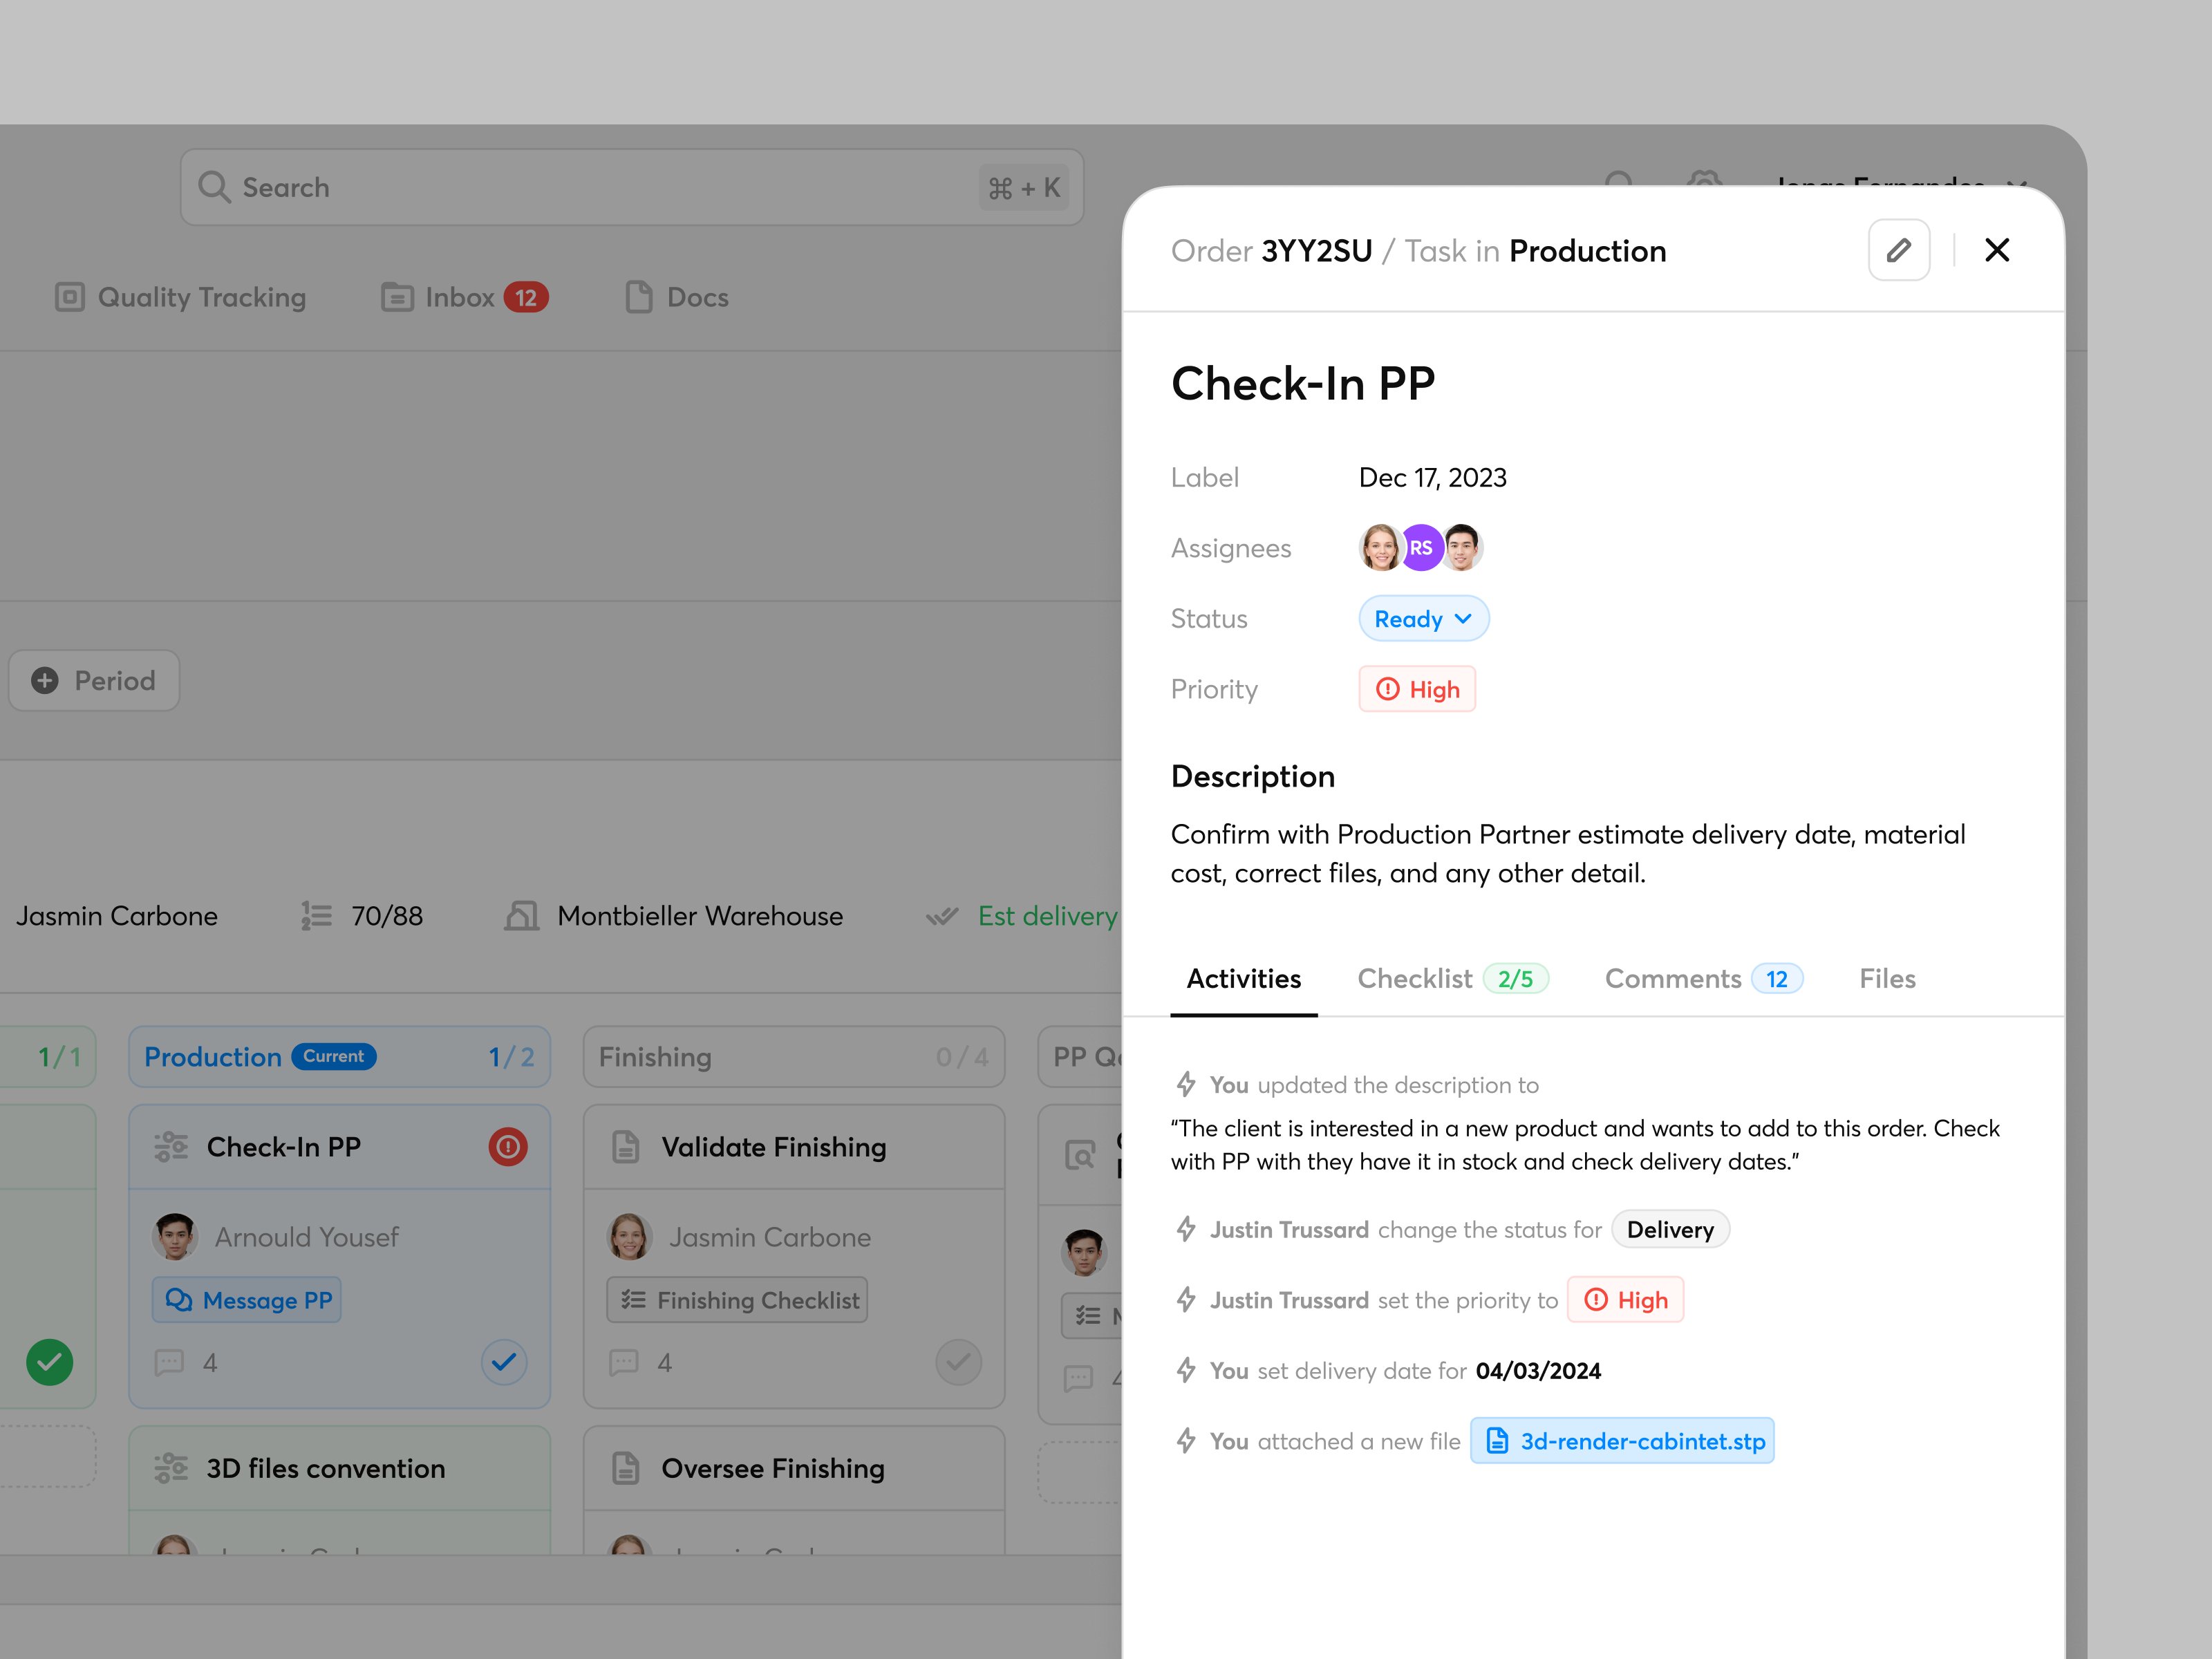 Search
⌘ + K
Quality Tracking
Inbox 12
Docs
Period
Jasmin Carbone
70/88
Montbieller Warehouse
Est delivery
1/1
Production Current 1/2
Finishing 0/4
PP
Check-In PP
Arnould Yousef
Message PP
4
3D files convention
Validate Finishing
Jasmin Carbone
Finishing Checklist
4
Oversee Finishing
Order 3YY2SU / Task in Production
Check-In PP
Label Dec 17, 2023
Assignees RS
Status Ready
Priority High
Description
Confirm with Production Partner estimate delivery date, material
cost, correct files, and any other detail.
Activities Checklist 2/5 Comments 12 Files
You updated the description to
“The client is interested in a new product and wants to add to this order. Check
with PP with they have it in stock and check delivery dates.”
Justin Trussard change the status for Delivery
Justin Trussard set the priority to High
You set delivery date for 04/03/2024
You attached a new file 3d-render-cabintet.stp